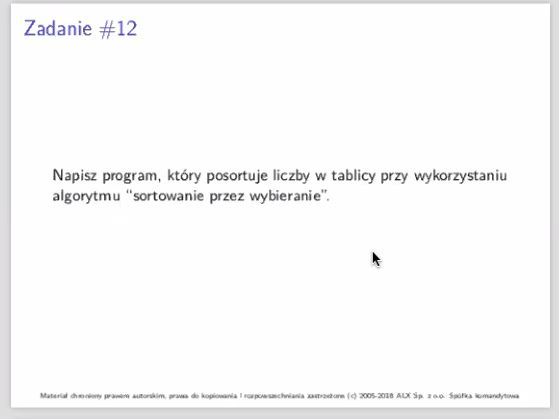 Zadanie #12
Napisz program, który posortuje liczby w tablicy przy wykorzystaniu
algorytmu “sortowanie przez wybieranie”.
Materiał chroniony prawem autorskim, prawa do kopiowania i rozpowszechniania zastrzeżone (c) 2005-2018 ALX Sp. z o.o. Spółka komandytowa